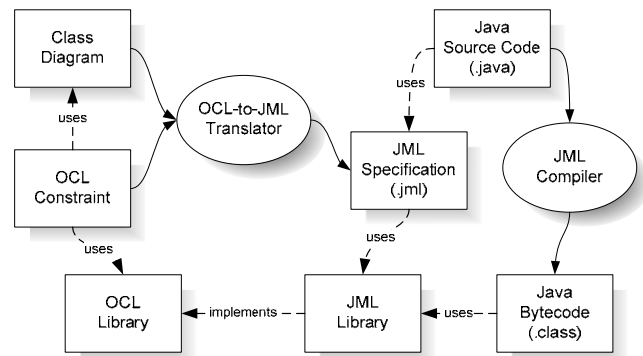 Class
Diagram
Java
Source Code
(.java)
uses
uses
OCL-to-JML
Translator
OCL
Constraint
JML
Specification
(.jml)
JML
Compiler
uses
uses
OCL
Library
implements
JML
Library
uses
Java
Bytecode
(.class)